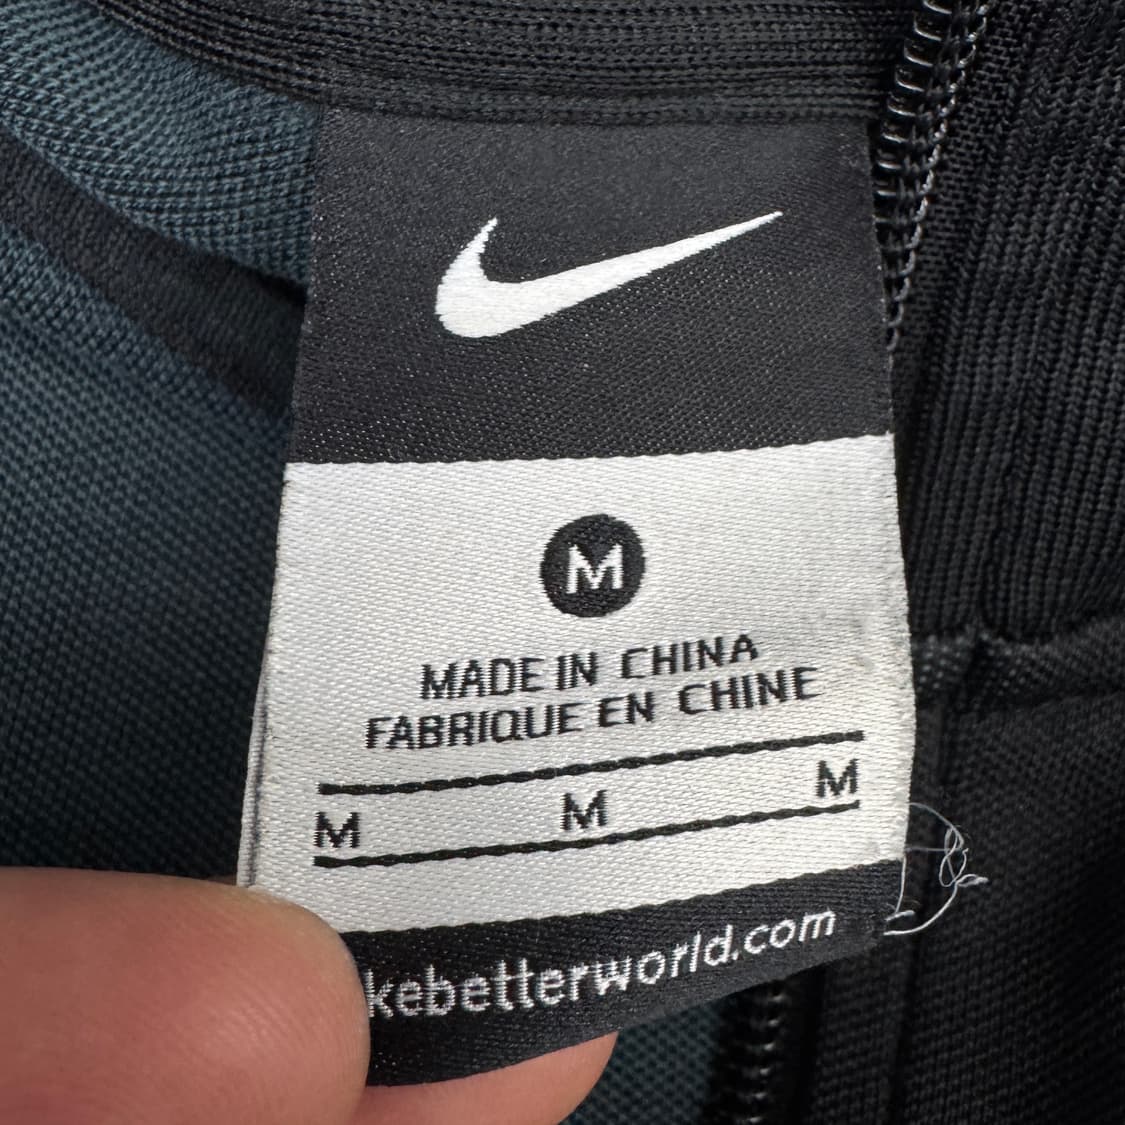 M
MADE IN CHINA
FABRIQUE EN CHINE
M M M
kebetterworld.com